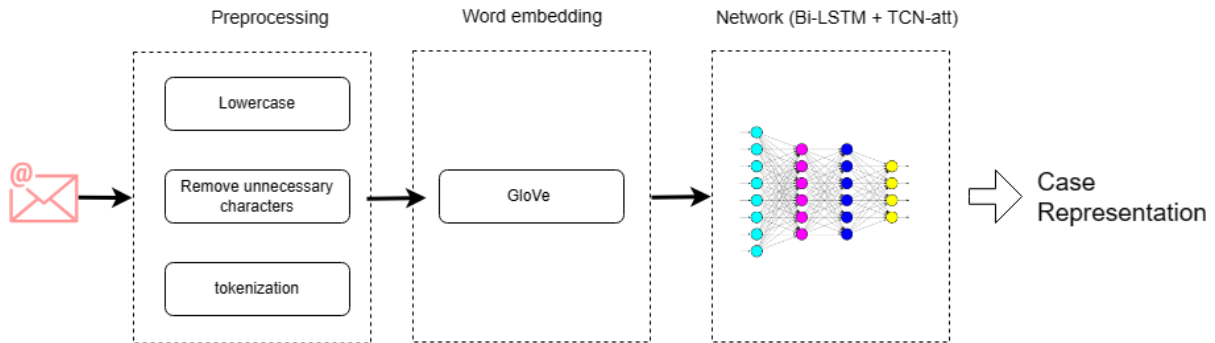 Preprocessing
Word embedding
Network (Bi-LSTM + TCN-att)
Lowercase
@
Remove unnecessary
characters
GloVe
Case
Representation
tokenization